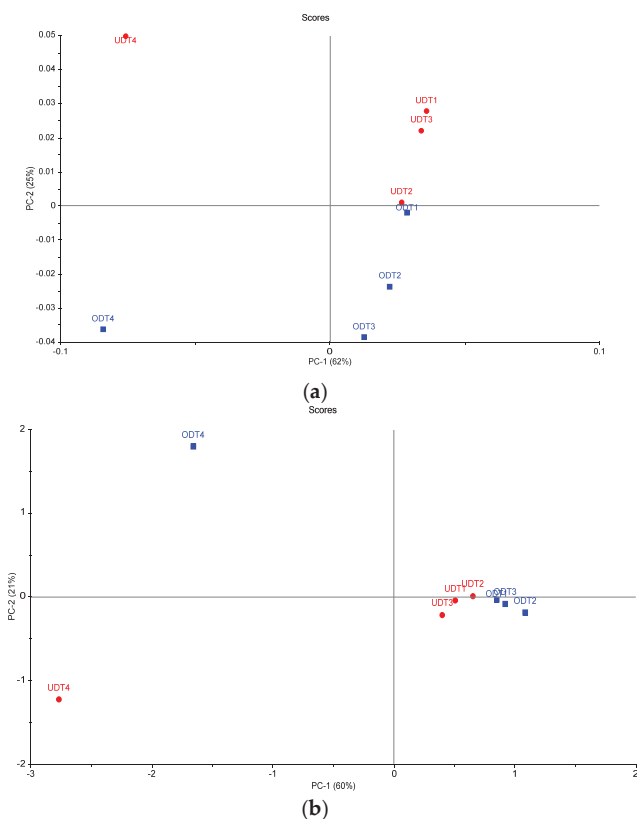 Scores
0.05
UDT4
0.04
0.03
UDT1
UDT3
0.02
0.01
UDT2
0
ODT1
PC-2 (25%)
-0.01
-0.02
ODT2
-0.03
ODT4
ODT3
-0.04
-0.1
0
0.1
PC-1 (62%)
(a)
Scores
2
ODT4
1
UDT2
UDT1
ODT3
ODT1
0
UDT3
ODT2
PC-2 (21%)
-1
UDT4
-2
-3
-2
-1
0
1
2
PC-1 (60%)
(b)